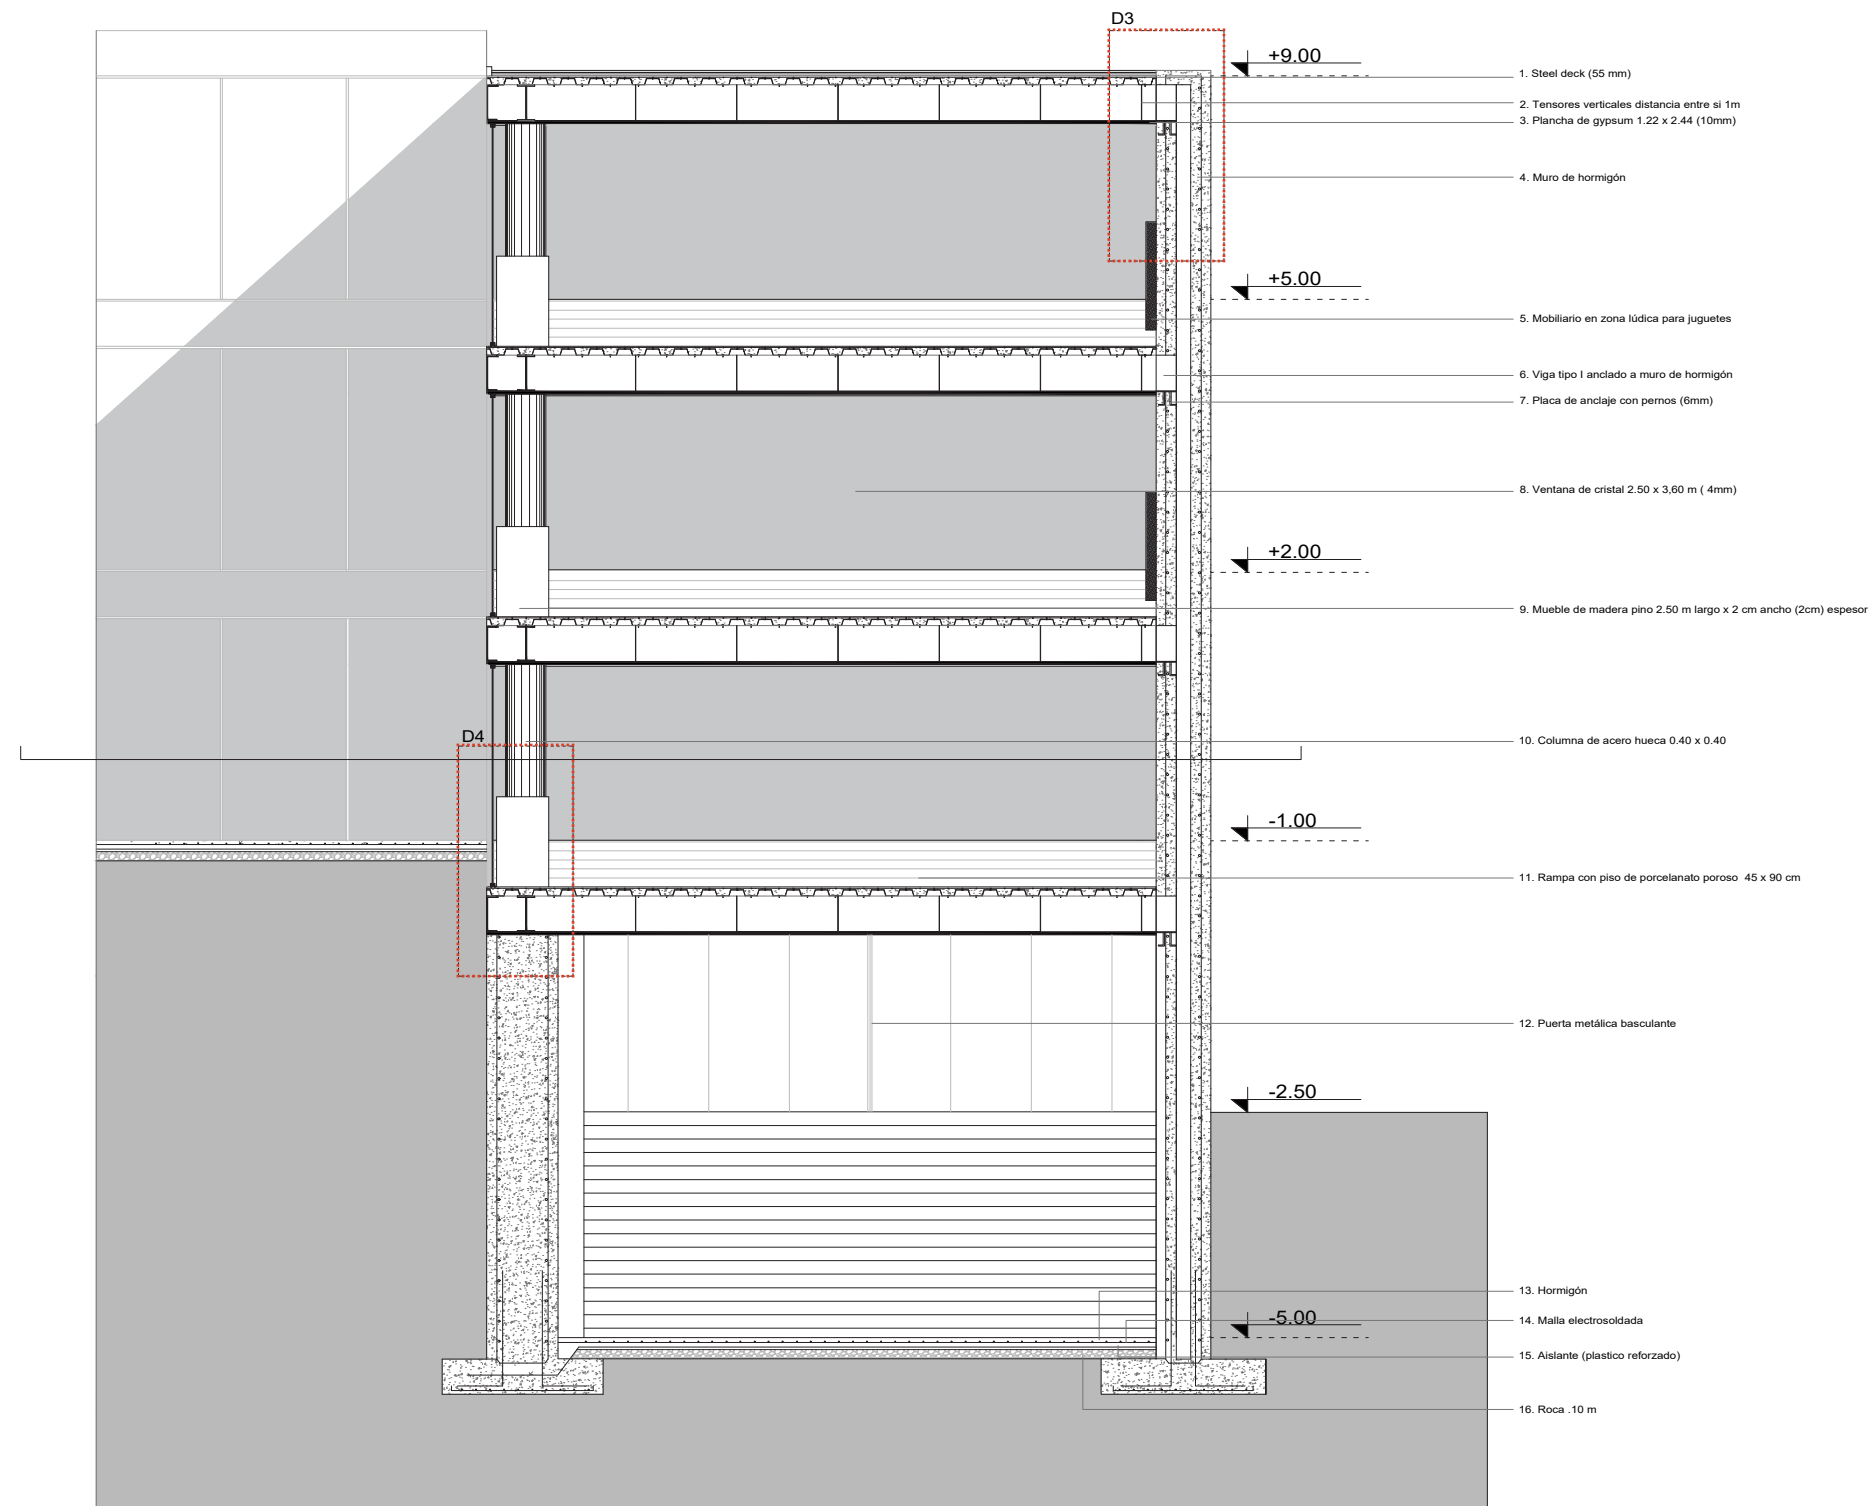 D3
+9.00
1. Steel deck (55 mm)
2. Tensores verticales distancia entre si 1m
3. Plancha de gypsum 1.22 x 2.44 (10mm)
4. Muro de hormigón
+5.00
5. Mobiliario en zona lúdica para juguetes
6. Viga tipo I anclado a muro de hormigón
7. Placa de anclaje con pernos (6mm)
8. Ventana de cristal 2.50 x 3,60 m ( 4mm)
+2.00
9. Mueble de madera pino 2.50 m largo x 2 cm ancho (2cm) espesor
D4
10. Columna de acero hueca 0.40 x 0.40
-1.00
11. Rampa con piso de porcelanato poroso 45 x 90 cm
12. Puerta metálica basculante
-2.50
13. Hormigón
-5.00
14. Malla electrosoldada
15. Aislante (plastico reforzado)
16. Roca .10 m